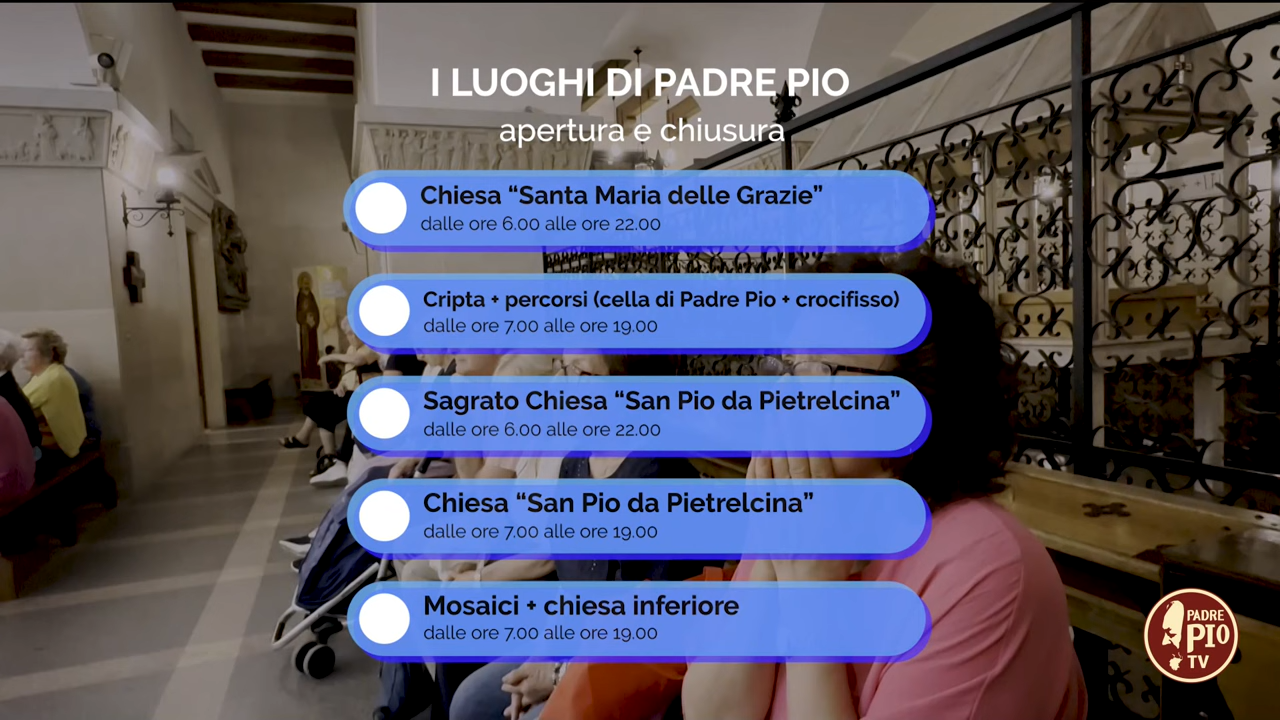 I LUOGHI DI PADRE PIO
apertura e chiusura
Chiesa “Santa Maria delle Grazie”
dalle ore 6.00 alle ore 22.00
Cripta + percorsi (cella di Padre Pio + crocifisso)
dalle ore 7.00 alle ore 19.00
Sagrato Chiesa “San Pio da Pietrelcina”
dalle ore 6.00 alle ore 22.00
Chiesa “San Pio da Pietrelcina”
dalle ore 7.00 alle ore 19.00
Mosaici + chiesa inferiore
dalle ore 7.00 alle ore 19.00
PADRE
PIO
TV